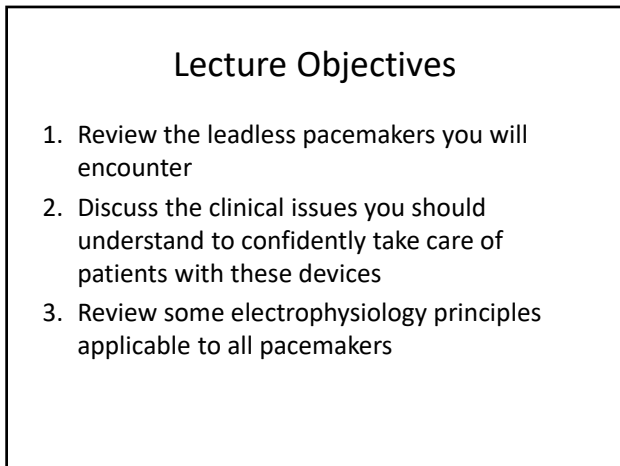 Lecture Objectives
1. Review the leadless pacemakers you will
encounter
2. Discuss the clinical issues you should
understand to confidently take care of
patients with these devices
3. Review some electrophysiology principles
applicable to all pacemakers